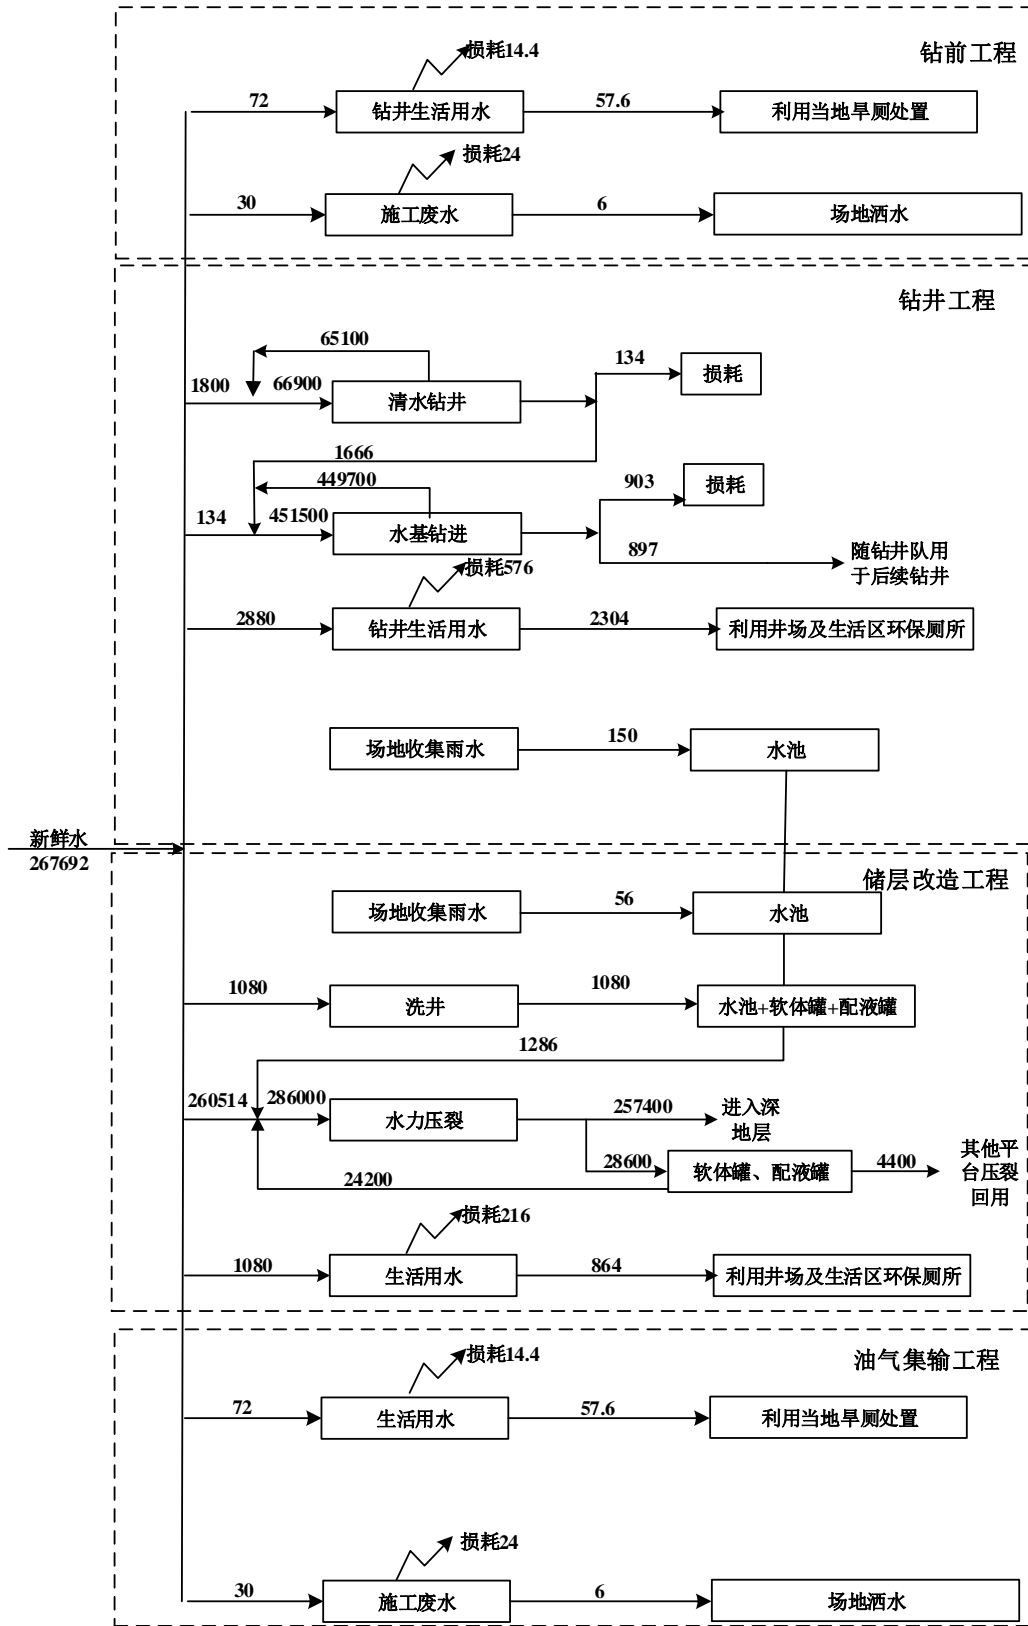 钻前工程
损耗14.4
72
钻井生活用水
57.6
利用当地旱厕处置
损耗24
30
施工废水
6
场地洒水
钻井工程
65100
1800
66900
清水钻井
134
损耗
1666
449700
134
451500
水基钻进
903
损耗
897
随钻井队用
于后续钻井
损耗576
2880
钻井生活用水
2304
利用井场及生活区环保厕所
场地收集雨水
150
水池
新鲜水
267692
储层改造工程
场地收集雨水
56
水池
1080
洗井
1080
水池+软体罐+配液罐
1286
260514
286000
水力压裂
257400
进入深
地层
28600
软体罐、配液罐
4400
其他平
台压裂
回用
24200
损耗216
1080
生活用水
864
利用井场及生活区环保厕所
油气集输工程
损耗14.4
72
生活用水
57.6
利用当地旱厕处置
损耗24
30
施工废水
6
场地洒水